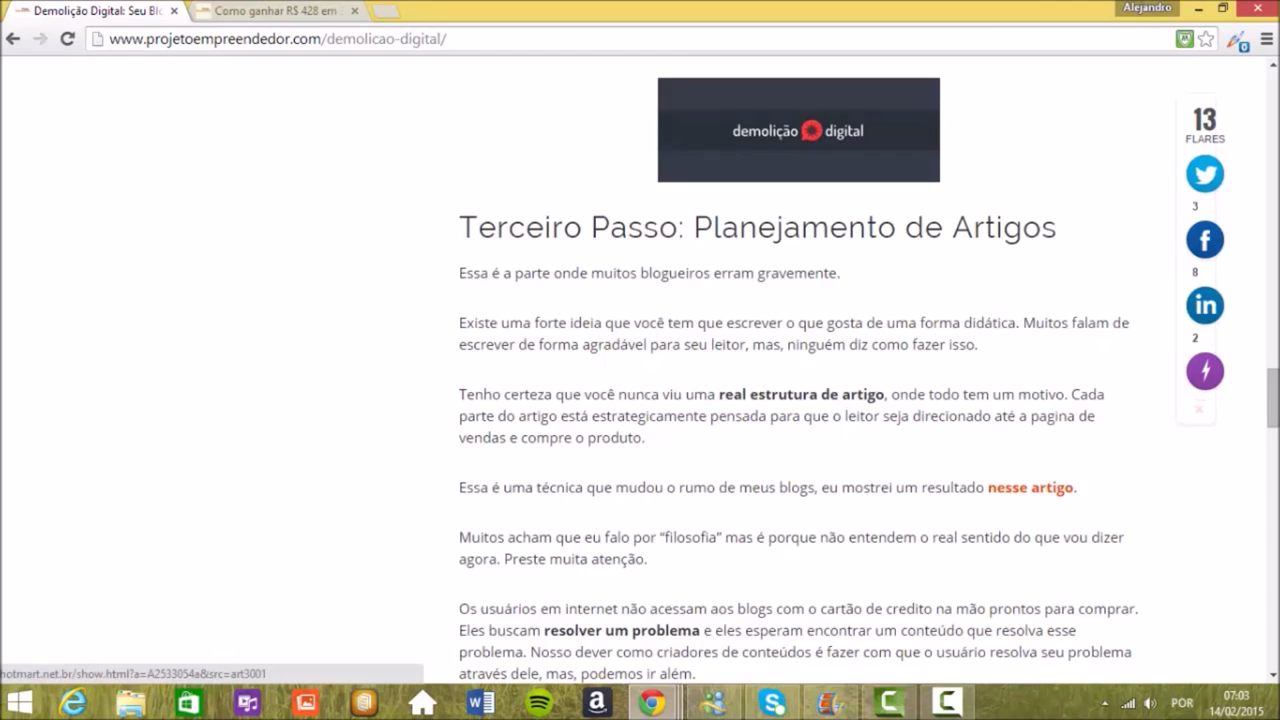 Demolição Digital: Seu Blo
Como ganhar R$ 428 em
Alejandro
www.projetoempreendedor.com/demolicao-digital/
demolição digital
13
FLARES
3
8
2
Terceiro Passo: Planejamento de Artigos
Essa é a parte onde muitos blogueiros erram gravemente.
Existe uma forte ideia que você tem que escrever o que gosta de uma forma didática. Muitos falam de
escrever de forma agradável para seu leitor, mas, ninguém diz como fazer isso.
Tenho certeza que você nunca viu uma real estrutura de artigo, onde todo tem um motivo. Cada
parte do artigo está estrategicamente pensada para que o leitor seja direcionado até a pagina de
vendas e compre o produto.
Essa é uma técnica que mudou o rumo de meus blogs, eu mostrei um resultado nesse artigo.
Muitos acham que eu falo por “filosofia” mas é porque não entendem o real sentido do que vou dizer
agora. Preste muita atenção.
Os usuários em internet não acessam aos blogs com o cartão de credito na mão prontos para comprar.
Eles buscam resolver um problema e eles esperam encontrar um conteúdo que resolva esse
problema. Nosso dever como criadores de conteúdos é fazer com que o usuário resolva seu problema
através dele, mas, podemos ir além.
hotmart.net.br/show.html?a=A2533054a&src=art3001
POR
07:03
14/02/2015